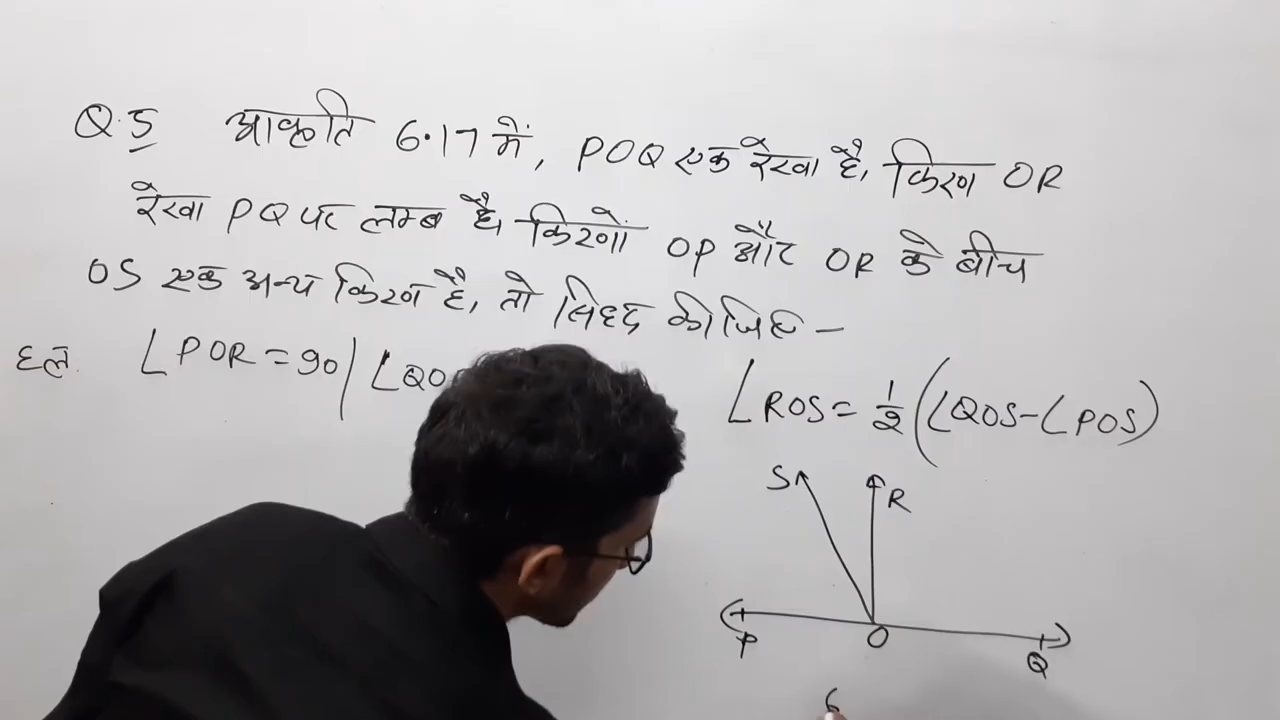 Q.5 आकृति 6.17 में, POQ एक रेखा है, किरण OR
रेखा PQ पर लम्ब है, किरणों OP और OR के बीच
OS एक अन्य किरण है, तो सिध्द कीजिए -
हल. ∠POR = 90 | ∠QO
∠ROS = 1/2 (∠QOS - ∠POS)
S R
P O Q
6